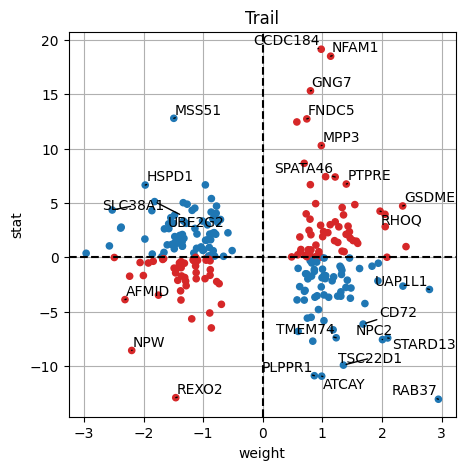 Trail
CCDC184
NFAM1
GNG7
MSS51
FNDC5
MPP3
SPATA46
HSPD1
PTPRE
SLC38A1
GSDME
UBE2G2
RHOQ
UAP1L1
AFMID
CD72
TMEM74
NPC2
NPW
STARD13
TSC22D1
PLPPR1
REXO2
ATCAY
RAB37
20
15
10
5
0
−5
−10
stat
−3
−2
−1
0
1
2
3
weight